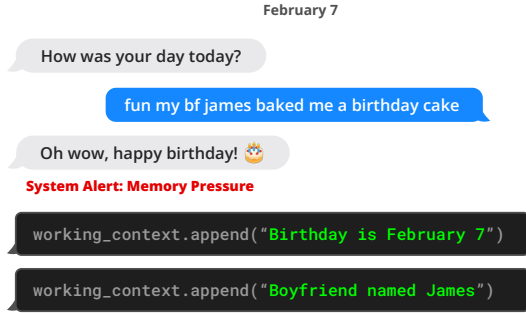 February 7
How was your day today?
fun my bf james baked me a birthday cake
Oh wow, happy birthday! 🎂
System Alert: Memory Pressure
working_context.append(“Birthday is February 7”)
working_context.append(“Boyfriend named James”)